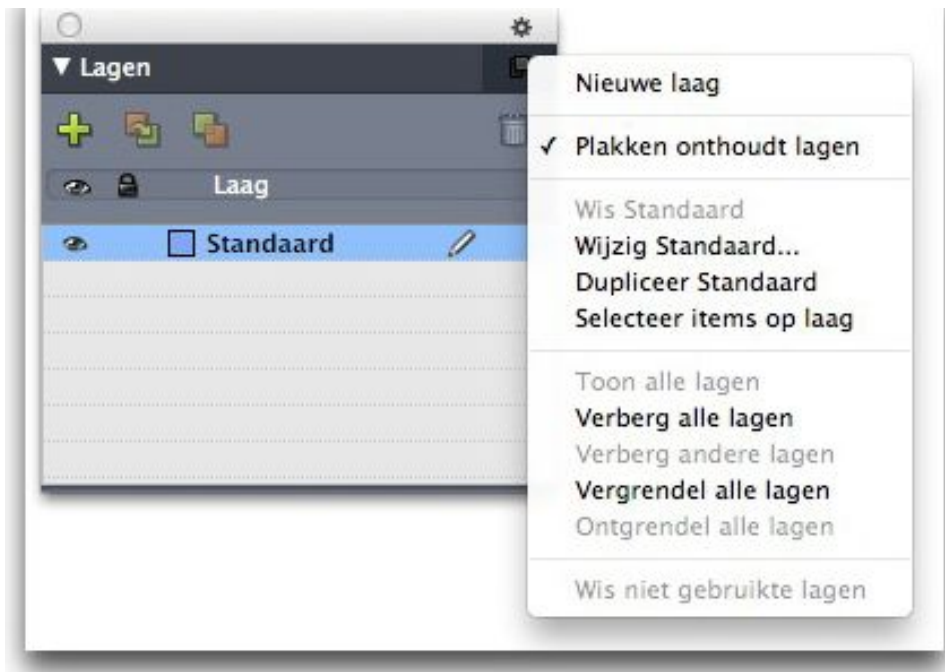 Lagen
Laag
Standaard
Nieuwe laag
✓ Plakken onthoudt lagen
Wis Standaard
Wijzig Standaard...
Dupliceer Standaard
Selecteer items op laag
Toon alle lagen
Verberg alle lagen
Verberg andere lagen
Vergrendel alle lagen
Ontgrendel alle lagen
Wis niet gebruikte lagen